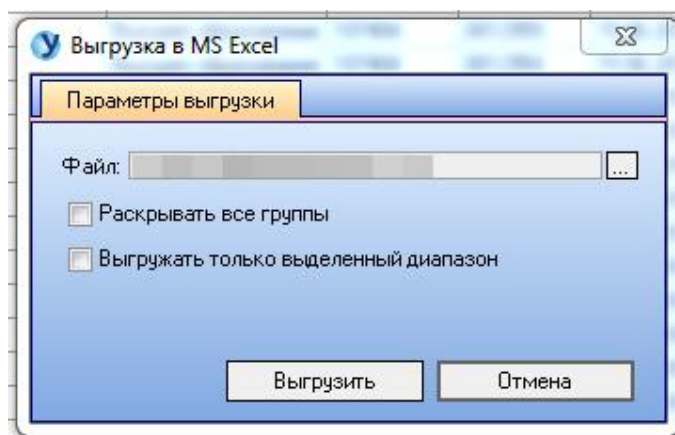 У Выгрузка в MS Excel
Параметры выгрузки
Файл: ...
Раскрывать все группы
Выгружать только выделенный диапазон
Выгрузить Отмена